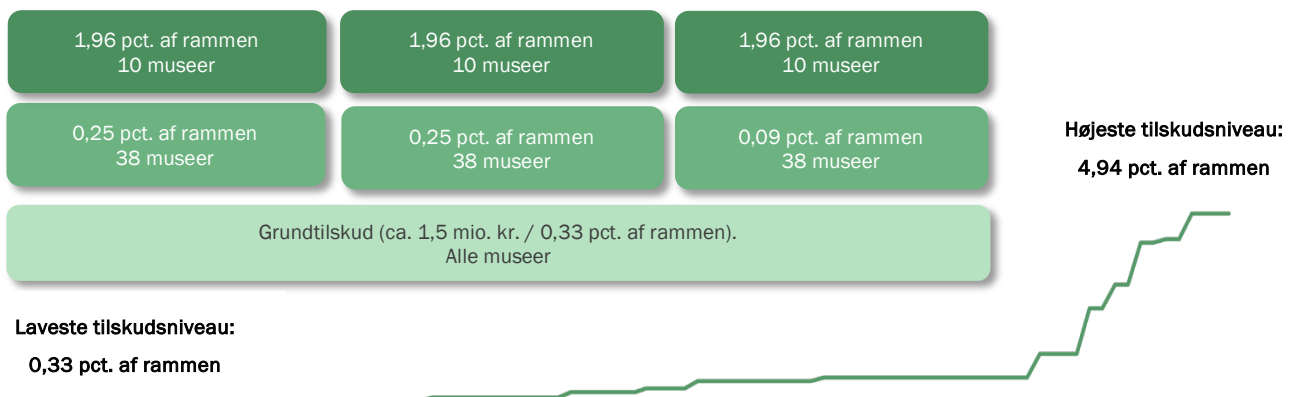 1,96 pct. af rammen
10 museer
1,96 pct. af rammen
10 museer
1,96 pct. af rammen
10 museer
0,25 pct. af rammen
38 museer
0,25 pct. af rammen
38 museer
0,09 pct. af rammen
38 museer
Højeste tilskudsniveau:
4,94 pct. af rammen
Grundtilskud (ca. 1,5 mio. kr. / 0,33 pct. af rammen).
Alle museer
Laveste tilskudsniveau:
0,33 pct. af rammen